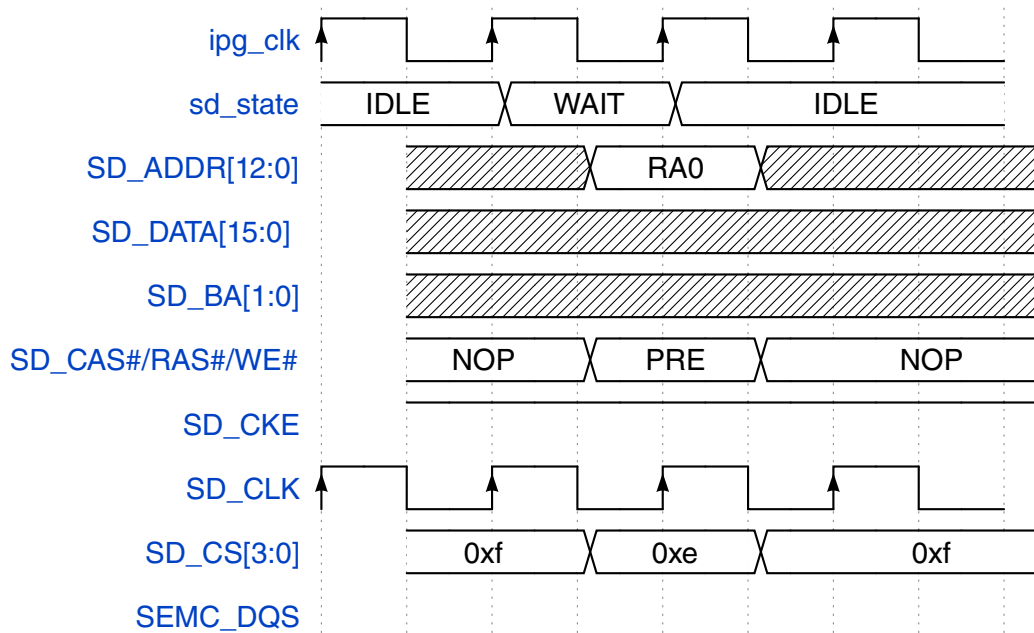 ipg_clk
sd_state IDLE WAIT IDLE
SD_ADDR[12:0] RA0
SD_DATA[15:0]
SD_BA[1:0]
SD_CAS#/RAS#/WE# NOP PRE NOP
SD_CKE
SD_CLK
SD_CS[3:0] 0xf 0xe 0xf
SEMC_DQS